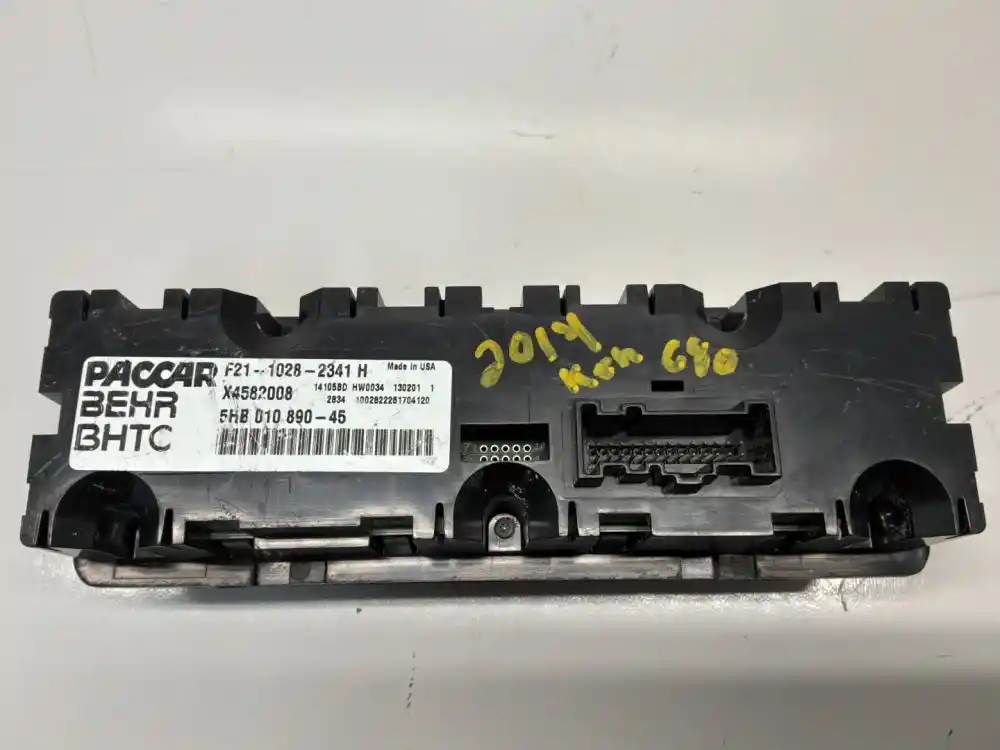 PACCAR F21-1028-2341 H Made in USA
BEHR X4582008 14105BD HW0034 130201 1
2834 1002822281704120
BHTC 5HB 010 890-45
2014
Ken 680